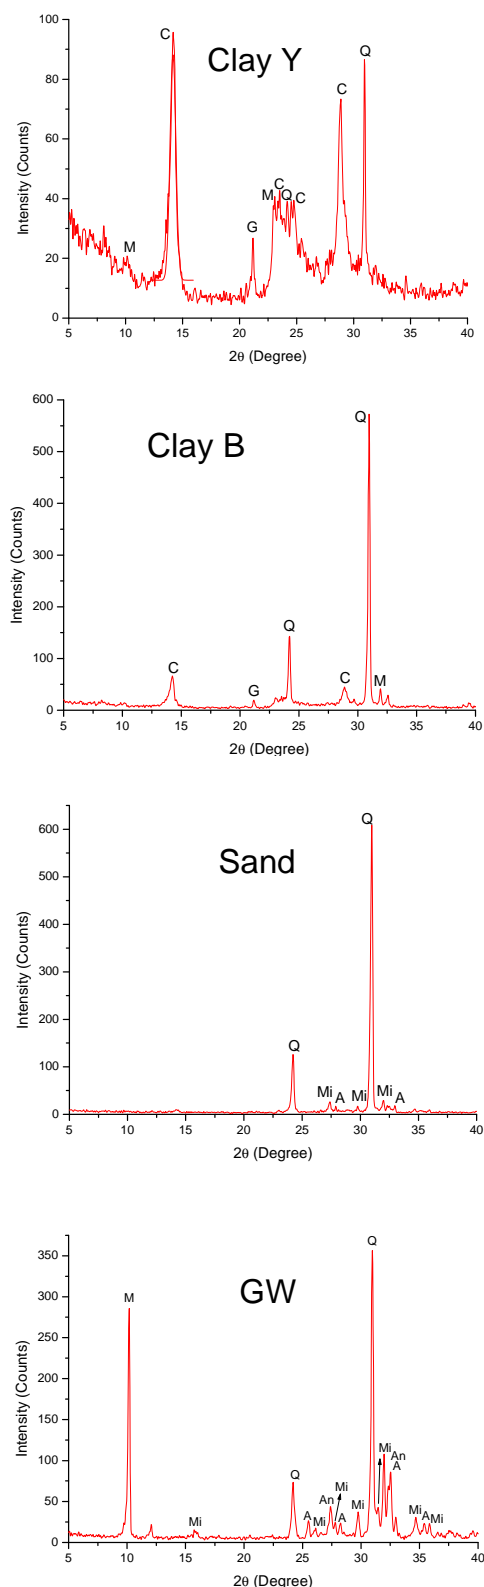 Clay Y
Intensity (Counts)
100
80
60
40
20
0
C
M
G
M
C
Q
C
C
Q
5 10 15 20 25 30 35 40
2θ (Degree)
Clay B
Intensity (Counts)
600
500
400
300
200
100
0
C
G
Q
C
Q
M
5 10 15 20 25 30 35 40
2θ (Degree)
Sand
Intensity (Counts)
600
500
400
300
200
100
0
Q
Mi
A
Mi
Q
Mi
A
5 10 15 20 25 30 35 40
2θ (Degree)
GW
Intensity (Counts)
350
300
250
200
150
100
50
0
M
Mi
Q
A
Mi
An
Mi
A
Mi
Q
Mi
An
A
Mi
A
Mi
5 10 15 20 25 30 35 40
2θ (Degree)